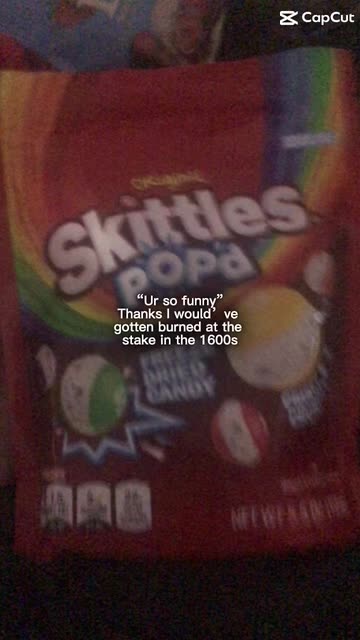 CapCut
ORIGINAL
Skittles
POP'd
"Ur so funny"
Thanks I would' ve
gotten burned at the
stake in the 1600s
DRIED
CANDY